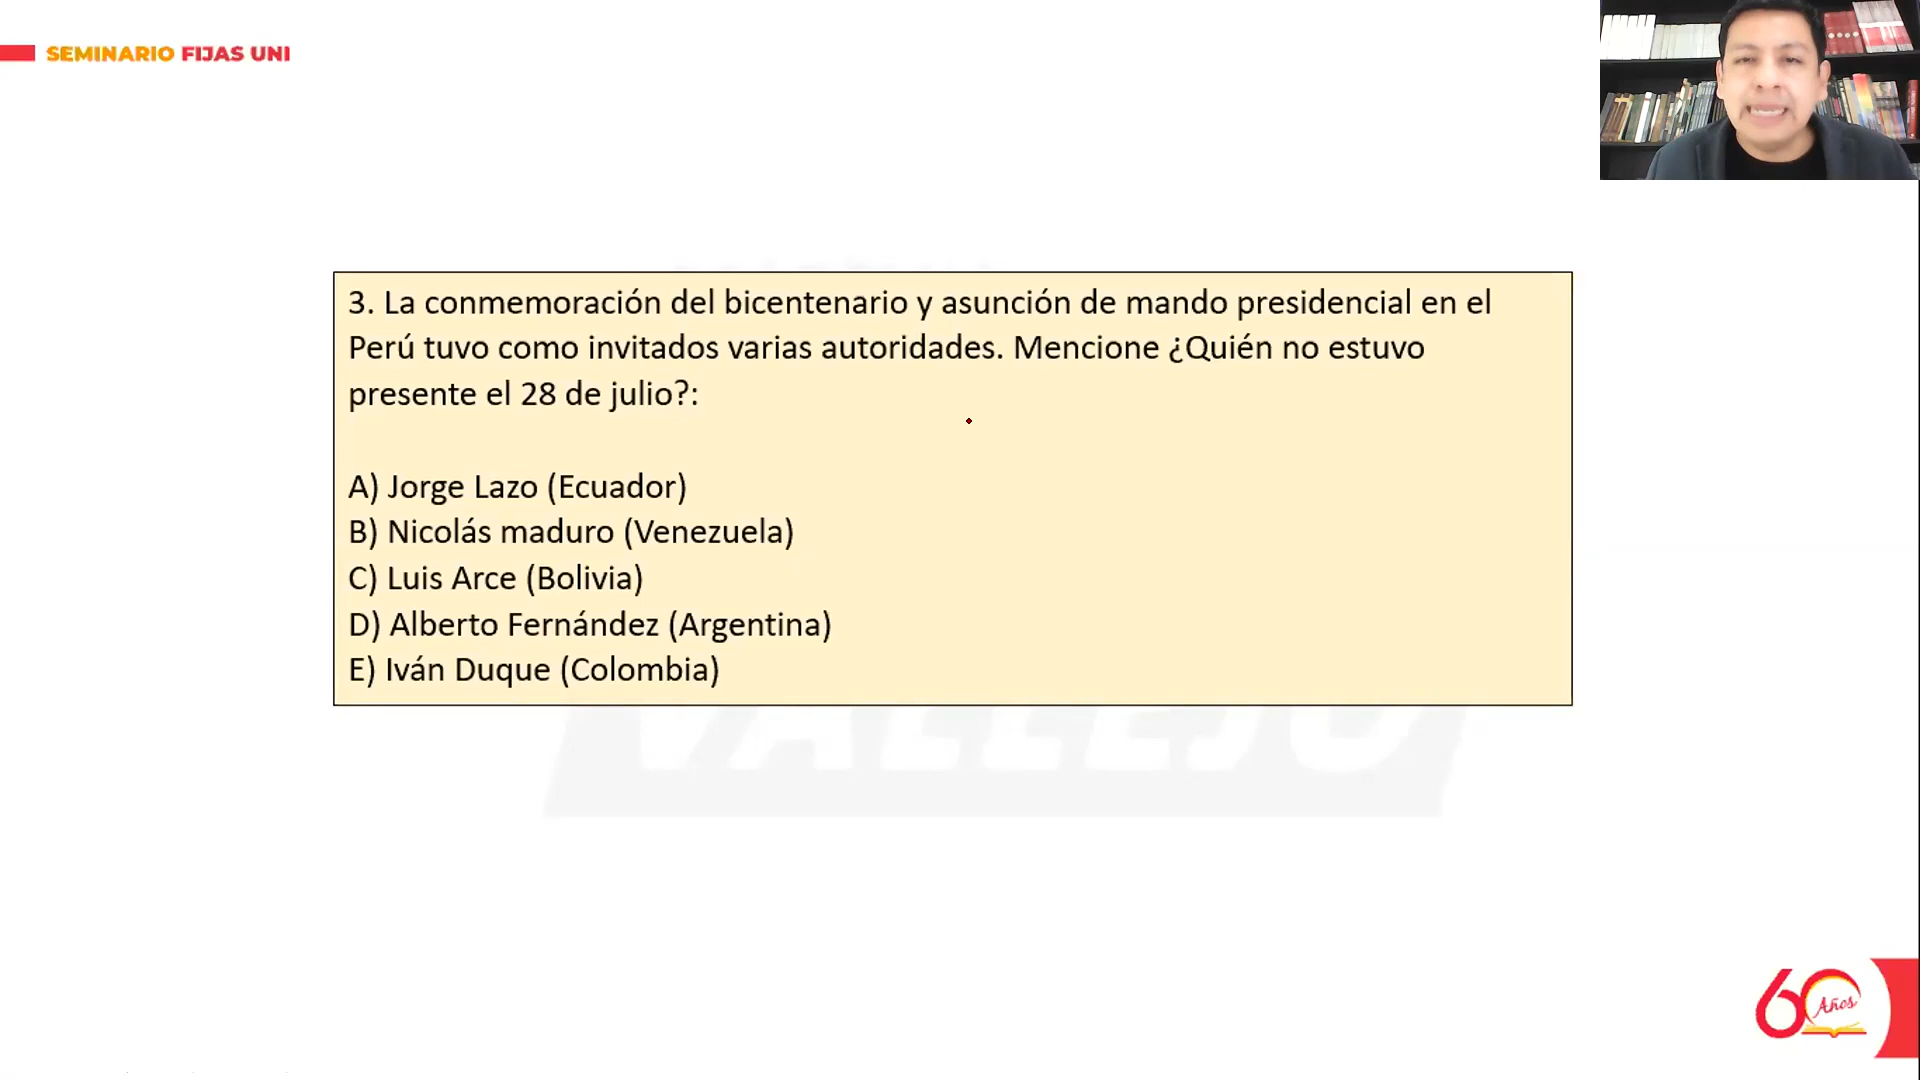 SEMINARIO FIJAS UNI
3. La conmemoración del bicentenario y asunción de mando presidencial en el
Perú tuvo como invitados varias autoridades. Mencione ¿Quién no estuvo
presente el 28 de julio?:
A) Jorge Lazo (Ecuador)
B) Nicolás maduro (Venezuela)
C) Luis Arce (Bolivia)
D) Alberto Fernández (Argentina)
E) Iván Duque (Colombia)
VALLEJO
60 Años